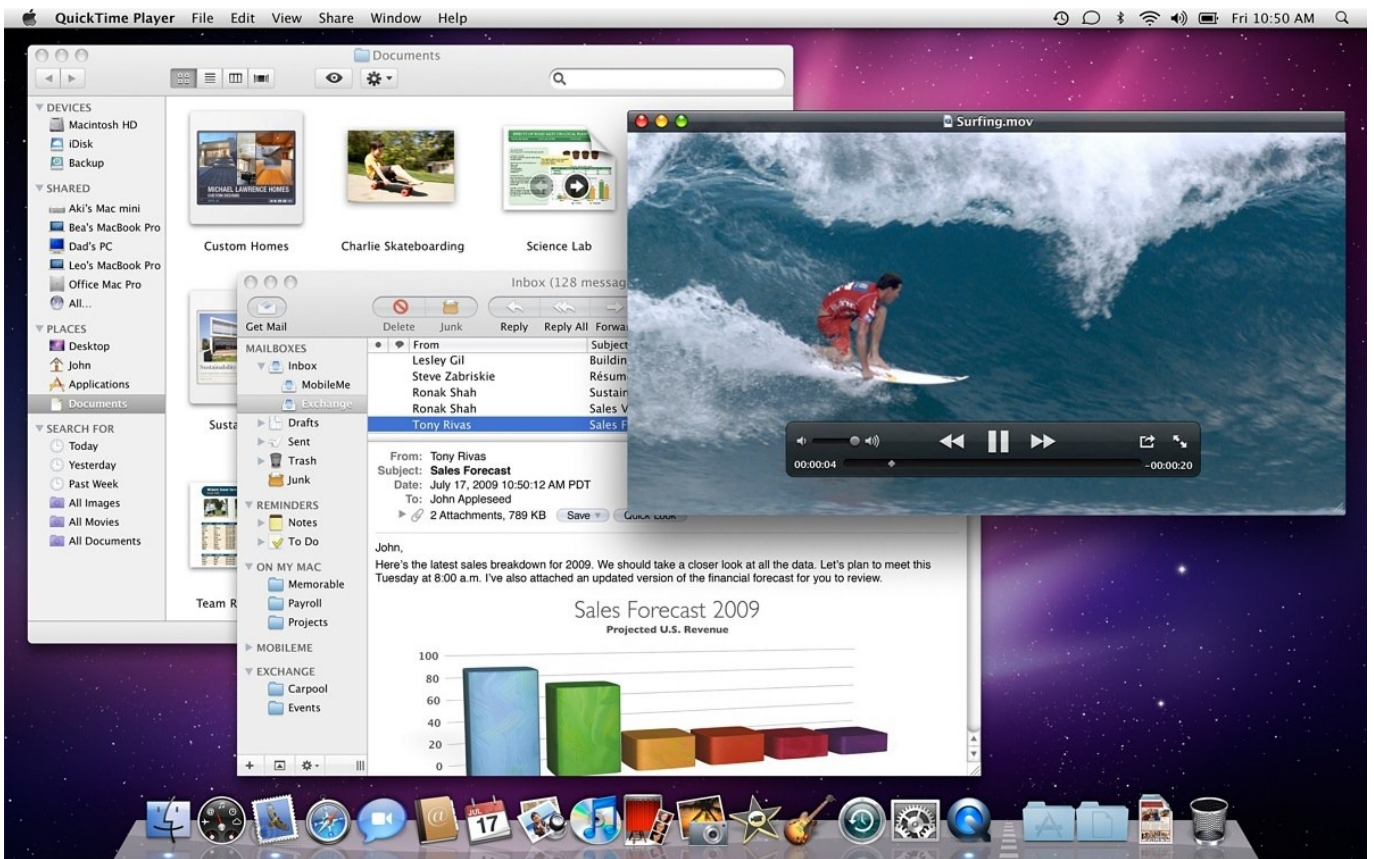 QuickTime Player File Edit View Share Window Help Fri 10:50 AM
Documents
DEVICES
Macintosh HD
iDisk
Backup
SHARED
Aki's Mac mini
Bea's MacBook Pro
Dad's PC
Leo's MacBook Pro
Office Mac Pro
All...
PLACES
Desktop
John
Applications
Documents
SEARCH FOR
Today
Yesterday
Past Week
All Images
All Movies
All Documents
MICHAEL LAWRENCE HOMES
Custom Homes
Charlie Skateboarding
Science Lab
Sustainability
Susta
Team R
Inbox (128 messag
Get Mail Delete Junk Reply Reply All Forwa
MAILBOXES
Inbox
MobileMe
Exchange
Drafts
Sent
Trash
Junk
REMINDERS
Notes
To Do
ON MY MAC
Memorable
Payroll
Projects
MOBILEME
EXCHANGE
Carpool
Events
From Subject
Lesley Gil Buildin
Steve Zabriskie Résum
Ronak Shah Sustain
Ronak Shah Sales V
Tony Rivas Sales F
From: Tony Rivas
Subject: Sales Forecast
Date: July 17, 2009 10:50:12 AM PDT
To: John Appleseed
2 Attachments, 789 KB Save Quick Look
John,
Here's the latest sales breakdown for 2009. We should take a closer look at all the data. Let's plan to meet this
Tuesday at 8:00 a.m. I've also attached an updated version of the financial forecast for you to review.
Sales Forecast 2009
Projected U.S. Revenue
100
80
60
40
20
0
Surfing.mov
00:00:04 -00:00:20
JUL
17